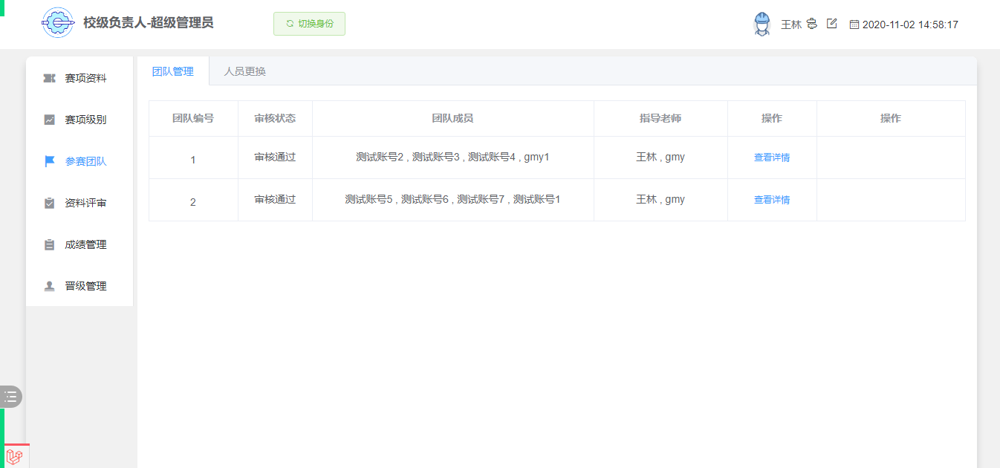 校级负责人-超级管理员
切换身份
王林
2020-11-02 14:58:17
赛项资料
赛项级别
参赛团队
资料评审
成绩管理
晋级管理
团队管理 人员更换
团队编号 审核状态 团队成员 指导老师 操作 操作
1 审核通过 测试账号2 , 测试账号3 , 测试账号4 , gmy1 王林 , gmy 查看详情
2 审核通过 测试账号5 , 测试账号6 , 测试账号7 , 测试账号1 王林 , gmy 查看详情